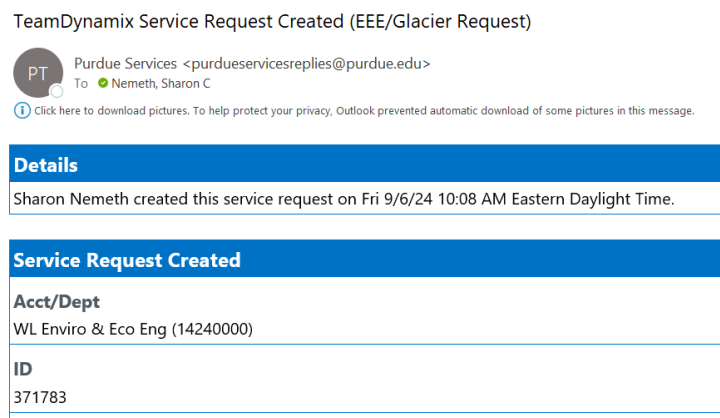 TeamDynamix Service Request Created (EEE/Glacier Request)
PT
Purdue Services <purdueservicesreplies@purdue.edu>
To Nemeth, Sharon C
Click here to download pictures. To help protect your privacy, Outlook prevented automatic download of some pictures in this message.
Details
Sharon Nemeth created this service request on Fri 9/6/24 10:08 AM Eastern Daylight Time.
Service Request Created
Acct/Dept
WL Enviro & Eco Eng (14240000)
ID
371783